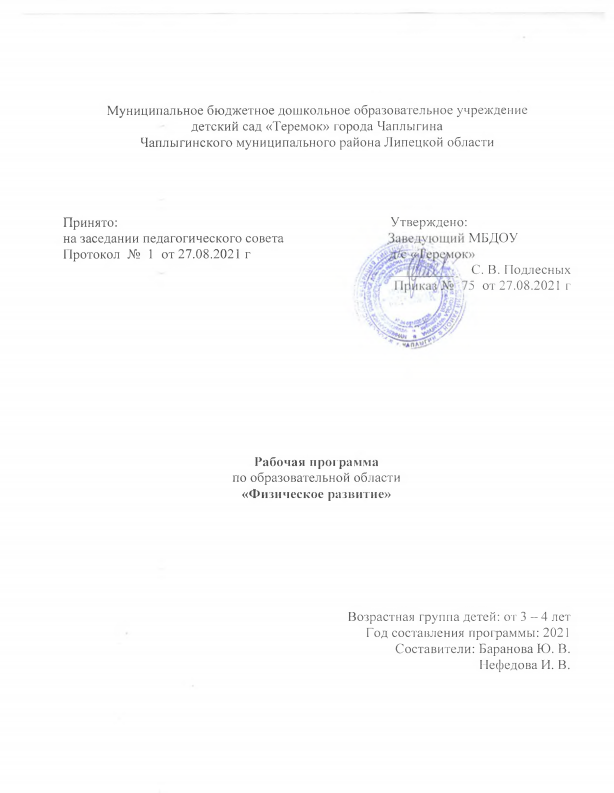 Муниципальное бюджетное дошкольное образовательное учреждение
детский сад «Теремок» города Чаплыгина
Чаплыгинского муниципального района Липецкой области
Принято:
на заседании педагогического совета
Протокол № 1 от 27.08.2021 г
Утверждено:
Заведующий МБДОУ
д/с «Теремок»
С. В. Подлесных
Приказ № 75 от 27.08.2021 г
Рабочая программа
по образовательной области
«Физическое развитие»
Возрастная группа детей: от 3 – 4 лет
Год составления программы: 2021
Составители: Баранова Ю. В.
Нефедова И. В.